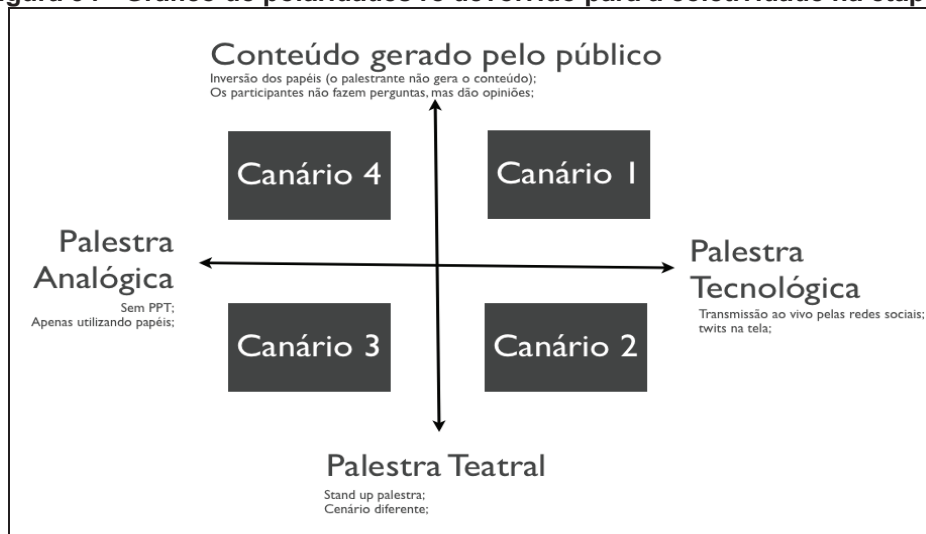 Conteúdo gerado pelo público
Inversão dos papéis (o palestrante não gera o conteúdo);
Os participantes não fazem perguntas, mas dão opiniões;
Canário 4
Canário 1
Palestra
Analógica
Sem PPT;
Apenas utilizando papéis;
Palestra
Tecnológica
Transmissão ao vivo pelas redes sociais;
twits na tela;
Canário 3
Canário 2
Palestra Teatral
Stand up palestra;
Cenário diferente;